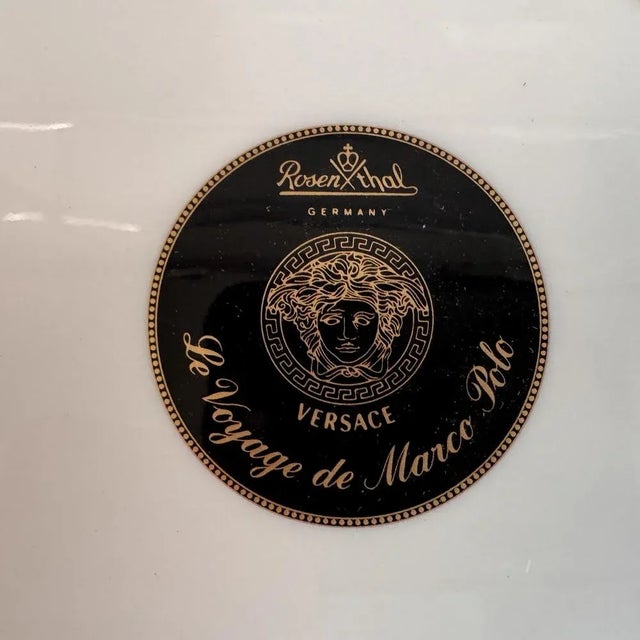 Rosenthal
GERMANY
VERSACE
Le Voyage de Marco Polo